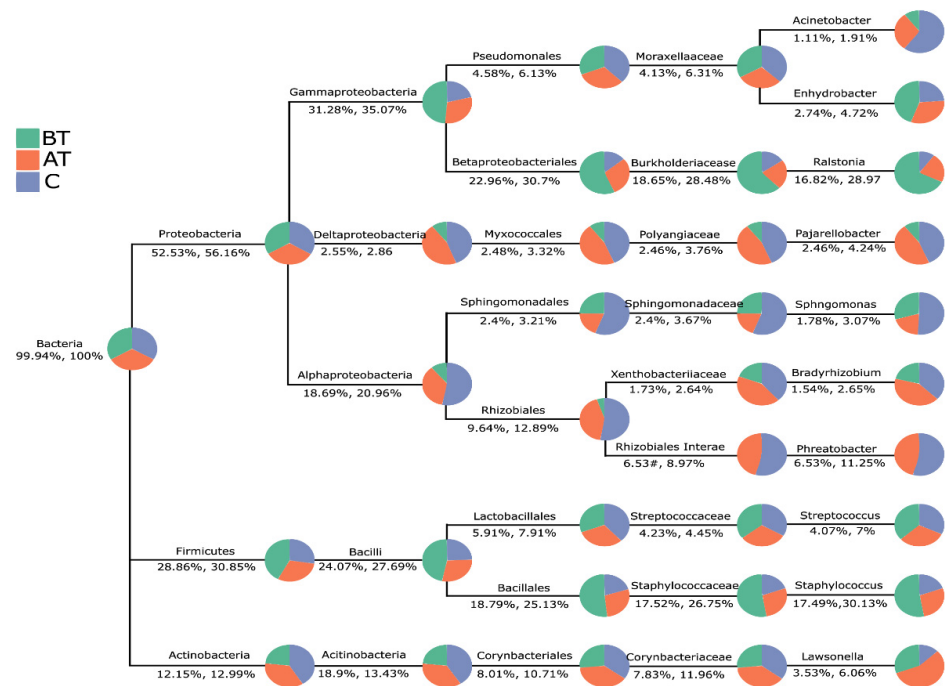 Acinetobacter
1.11%, 1.91%
Pseudomonales
4.58%, 6.13%
Moraxellaaceae
4.13%, 6.31%
Gammaproteobacteria
31.28%, 35.07%
Enhydrobacter
2.74%, 4.72%
BT
AT
C
Betaproteobacteriales
22.96%, 30.7%
Burkholderiacease
18.65%, 28.48%
Ralstonia
16.82%, 28.97
Proteobacteria
52.53%, 56.16%
Deltaproteobacteria
2.55%, 2.86
Myxococcales
2.48%, 3.32%
Polyangiaceae
2.46%, 3.76%
Pajarellobacter
2.46%, 4.24%
Sphingomonadales
2.4%, 3.21%
Sphingomonadaceae
2.4%, 3.67%
Sphngomonas
1.78%, 3.07%
Bacteria
99.94%, 100%
Alphaproteobacteria
18.69%, 20.96%
Xenthobacteriiaceae
1.73%, 2.64%
Bradyrhizobium
1.54%, 2.65%
Rhizobiales
9.64%, 12.89%
Rhizobiales Interae
6.53#, 8.97%
Phreatobacter
6.53%, 11.25%
Lactobacillales
5.91%, 7.91%
Streptococcaceae
4.23%, 4.45%
Streptococcus
4.07%, 7%
Firmicutes
28.86%, 30.85%
Bacilli
24.07%, 27.69%
Bacillales
18.79%, 25.13%
Staphylococcaceae
17.52%, 26.75%
Staphylococcus
17.49%,30.13%
Actinobacteria
12.15%, 12.99%
Acitinobacteria
18.9%, 13.43%
Corynbacteriales
8.01%, 10.71%
Corynbacteriaceae
7.83%, 11.96%
Lawsonella
3.53%, 6.06%